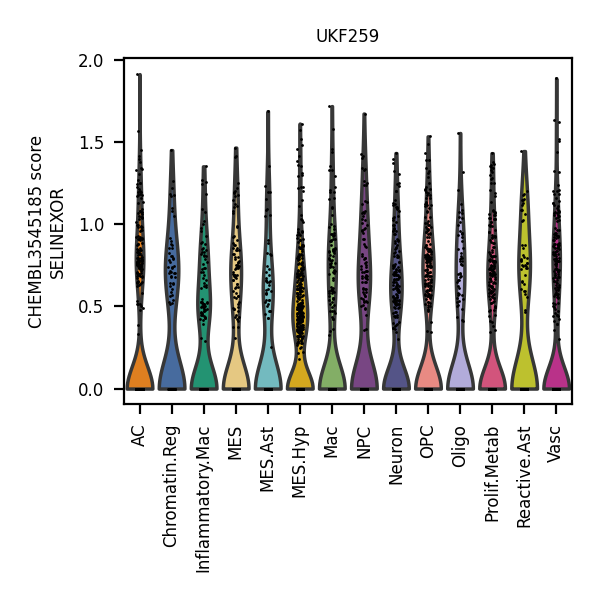 UKF259
CHEMBL3545185 score
SELINEXOR
2.0
1.5
1.0
0.5
0.0
AC
Chromatin.Reg
Inflammatory.Mac
MES
MES.Ast
MES.Hyp
Mac
NPC
Neuron
OPC
Oligo
Prolif.Metab
Reactive.Ast
Vasc